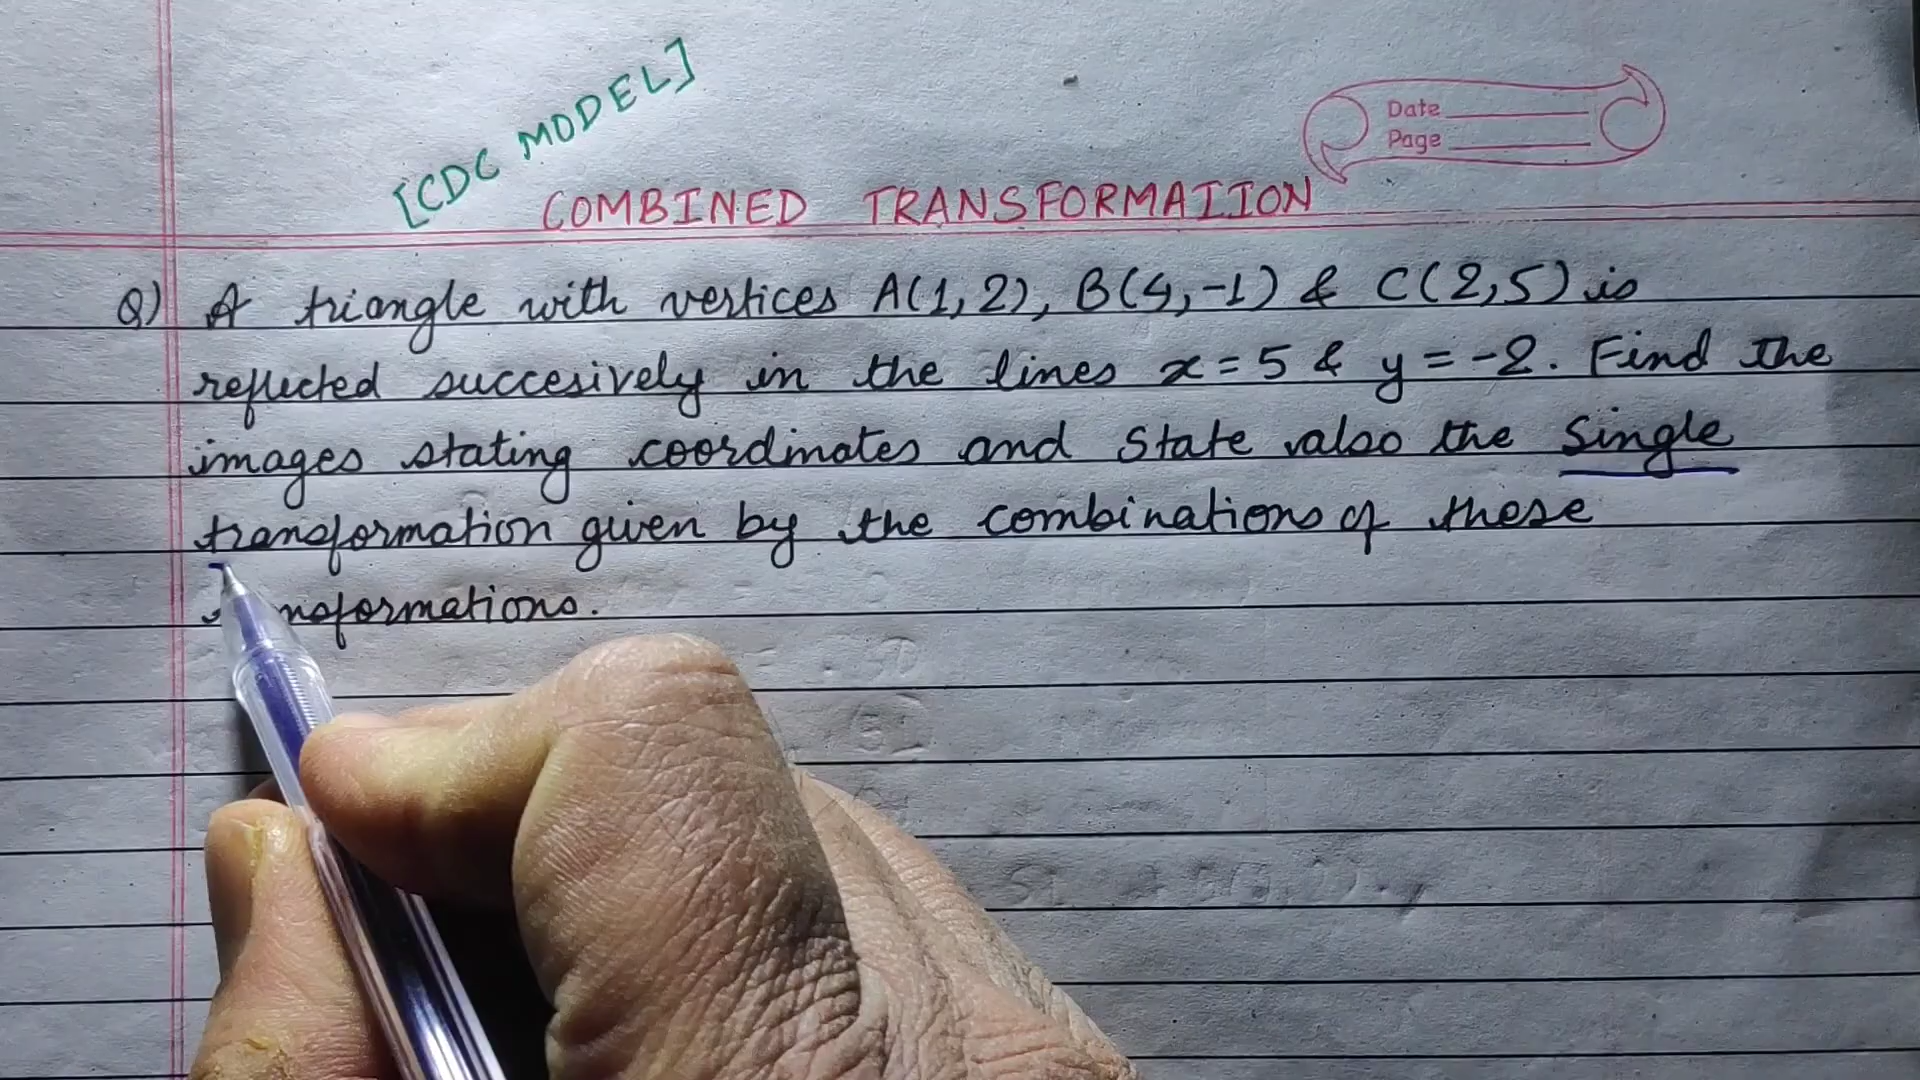 [CDC MODEL]
Date
Page
COMBINED TRANSFORMATION
Q) A triangle with vertices A(1,2), B(4,-1) & C(2,5) is
reflected succesively in the lines x = 5 & y = -2. Find the
images stating coordinates and state also the single
transformation given by the combinations of these
nsformations.